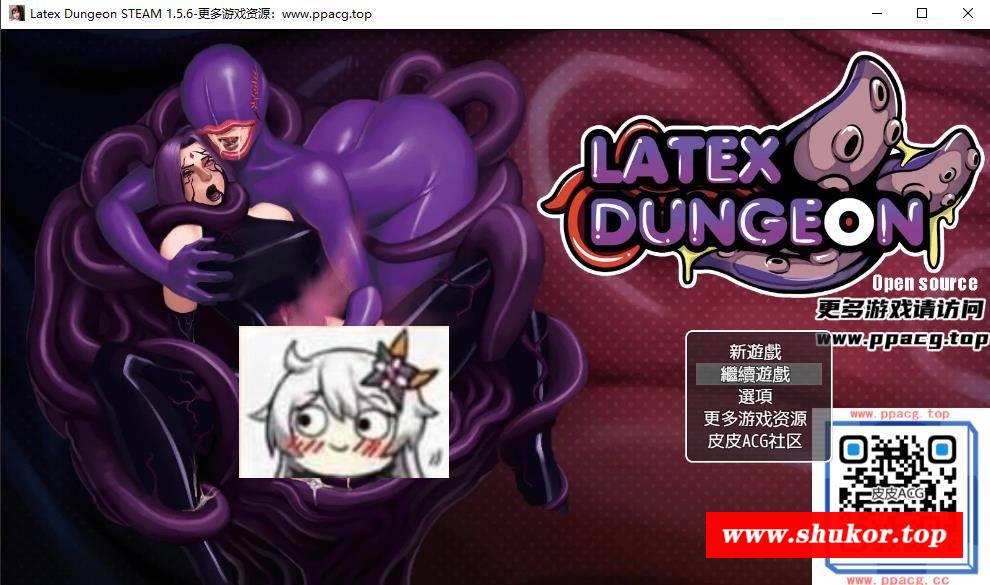 Latex Dungeon STEAM 1.5.6-更多游戏资源：www.ppacg.top
LATEX
DUNGEON
Open source
更多游戏请访问
www.ppacg.top
新遊戲
繼續遊戲
選項
更多游戏资源
皮皮ACG社区
www.ppacg.top
皮皮ACG
www.shukor.top
www.ppacg.cc